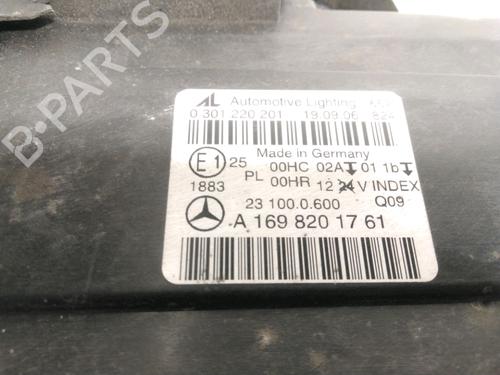 AL Automotive Lighting
0 301 220 201 19.09.06 824
Made in Germany
E1 25 00HC 02A 01 1b
PL 00HR 12 24 V INDEX
1883
23 100.0.600 Q09
A 169 820 17 61
B-PARTS